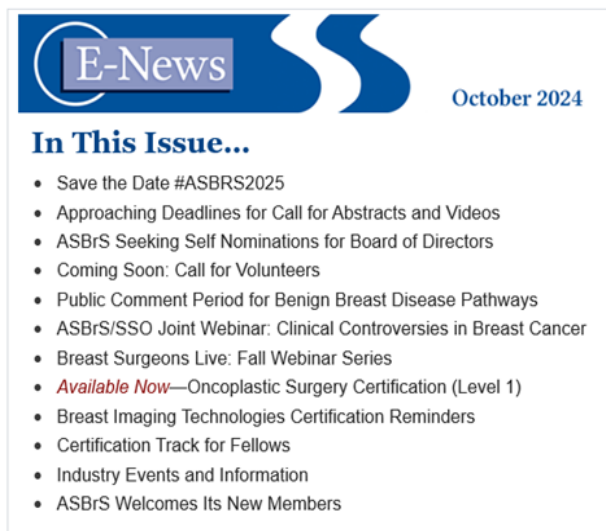 E-News
October 2024
In This Issue...
• Save the Date #ASBRS2025
• Approaching Deadlines for Call for Abstracts and Videos
• ASBrS Seeking Self Nominations for Board of Directors
• Coming Soon: Call for Volunteers
• Public Comment Period for Benign Breast Disease Pathways
• ASBrS/SSO Joint Webinar: Clinical Controversies in Breast Cancer
• Breast Surgeons Live: Fall Webinar Series
• Available Now—Oncoplastic Surgery Certification (Level 1)
• Breast Imaging Technologies Certification Reminders
• Certification Track for Fellows
• Industry Events and Information
• ASBrS Welcomes Its New Members